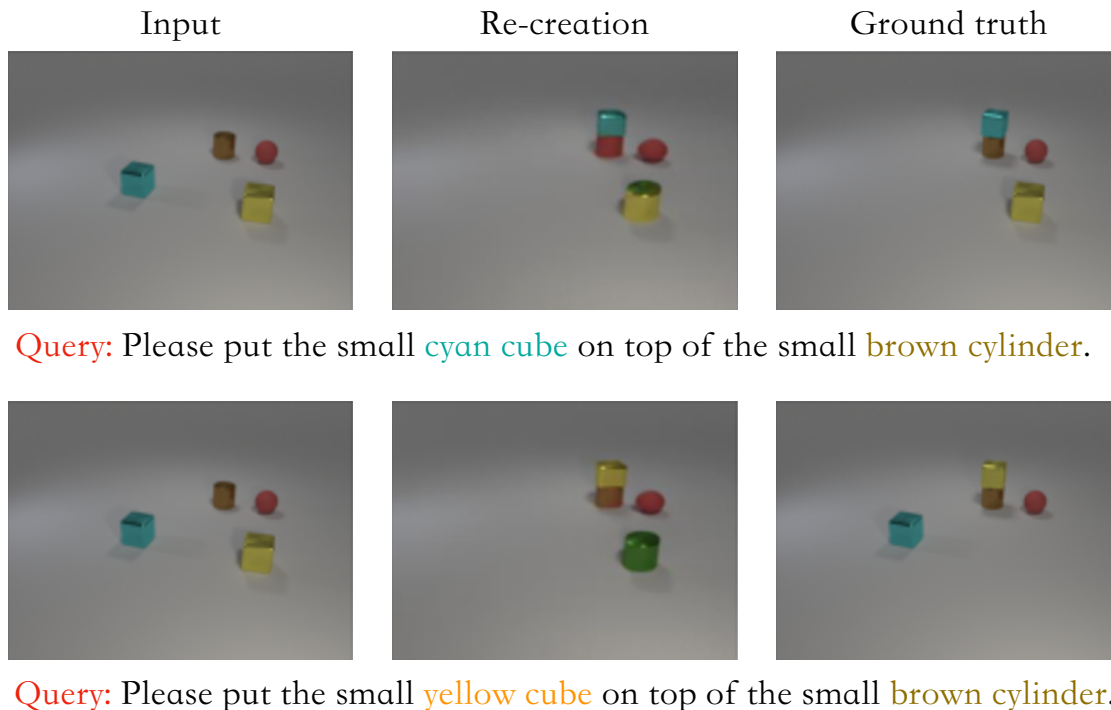 Input Re-creation Ground truth
Query: Please put the small cyan cube on top of the small brown cylinder.
Query: Please put the small yellow cube on top of the small brown cylinder.